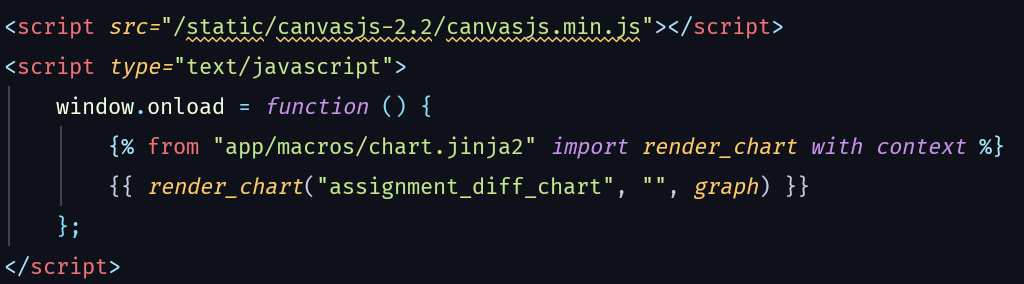 <script src="/static/canvasjs-2.2/canvasjs.min.js"></script>
<script type="text/javascript">
    window.onload = function () {
        {% from "app/macros/chart.jinja2" import render_chart with context %}
        {{ render_chart("assignment_diff_chart", "", graph) }}
    };
</script>